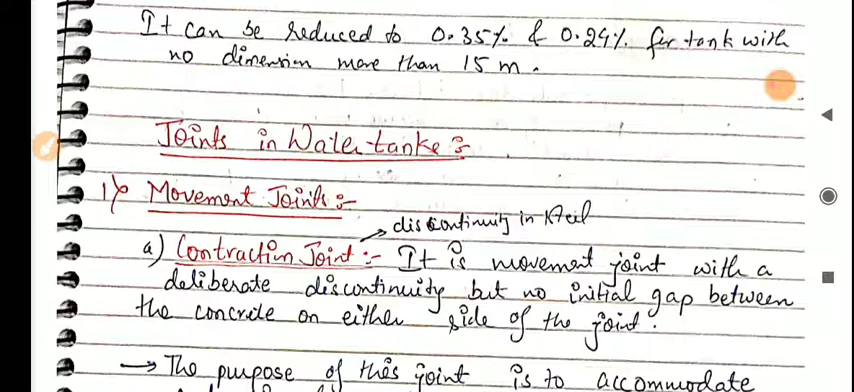 It can be reduced to 0.35% & 0.24% for tank with
no dimension more than 15 m.
Joints in Water tanke :-
1) Movement Joints :-
discontinuity in steel
a) Contraction Joint :- It is movement joint with a
deliberate discontinuity but no initial gap between
the concrete on either side of the joint.
→ The purpose of this joint is to accommodate